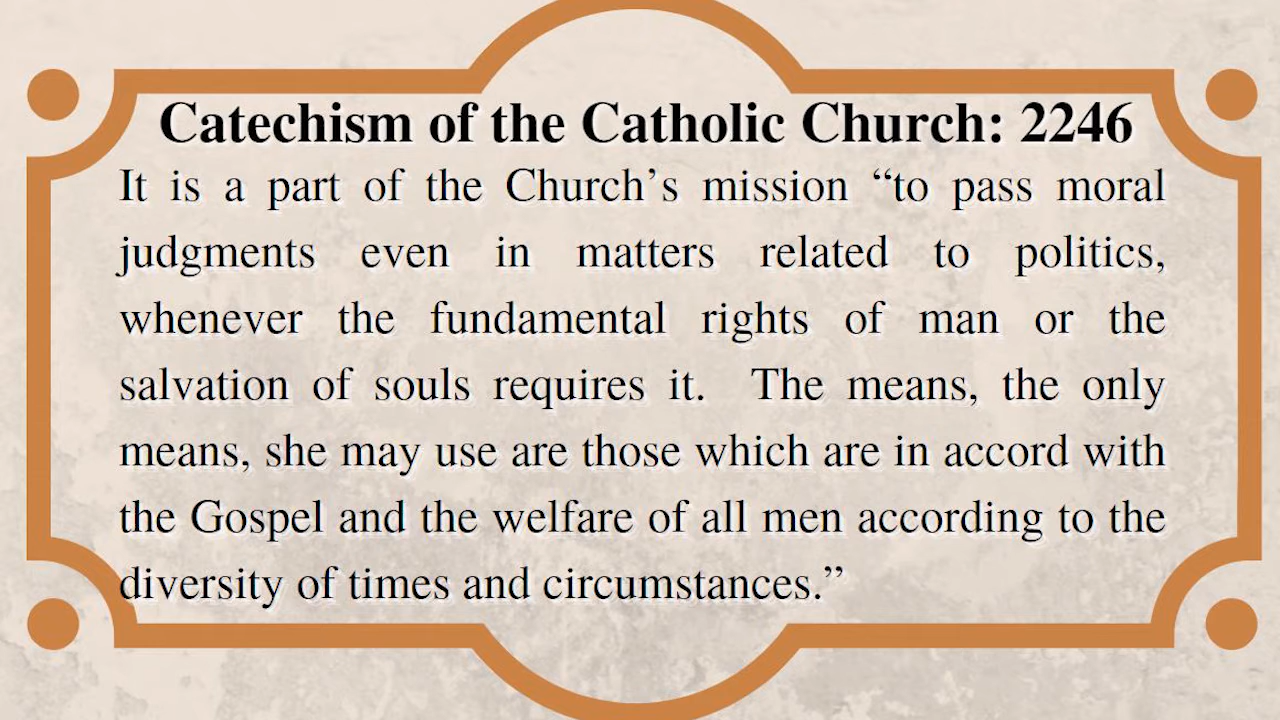 Catechism of the Catholic Church: 2246
It is a part of the Church’s mission “to pass moral
judgments even in matters related to politics,
whenever the fundamental rights of man or the
salvation of souls requires it.  The means, the only
means, she may use are those which are in accord with
the Gospel and the welfare of all men according to the
diversity of times and circumstances.”